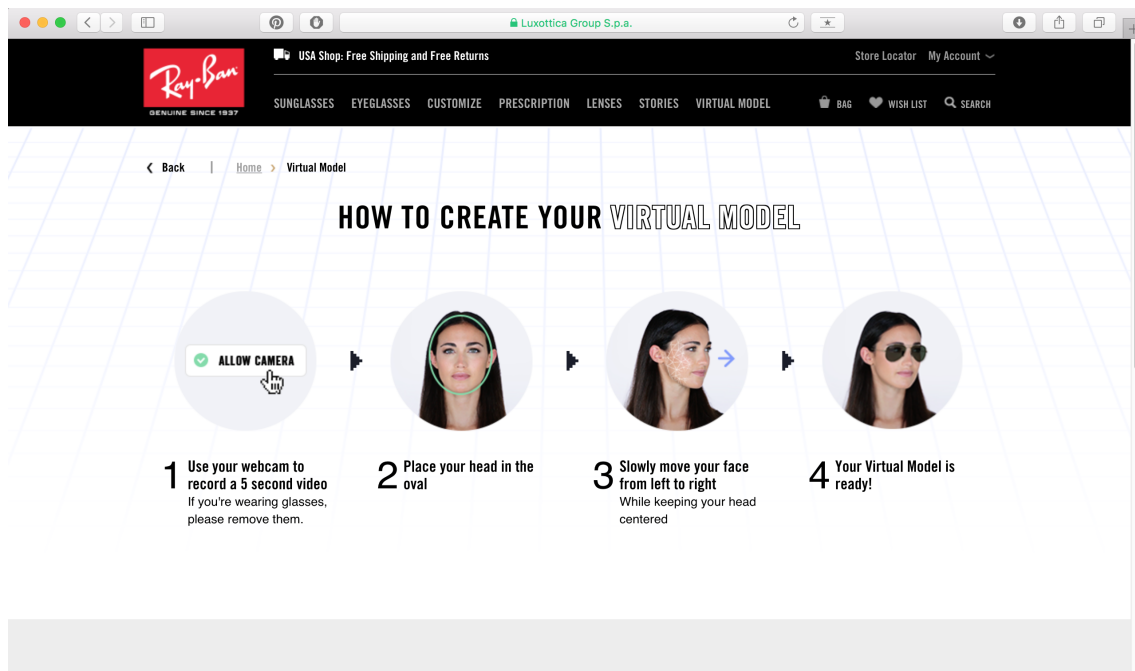 Luxottica Group S.p.a.
Ray-Ban
GENUINE SINCE 1937
USA Shop: Free Shipping and Free Returns
Store Locator My Account
SUNGLASSES EYEGLASSES CUSTOMIZE PRESCRIPTION LENSES STORIES VIRTUAL MODEL BAG WISH LIST SEARCH
Back | Home > Virtual Model
HOW TO CREATE YOUR VIRTUAL MODEL
ALLOW CAMERA
1 Use your webcam to
record a 5 second video
If you're wearing glasses,
please remove them.
2 Place your head in the
oval
3 Slowly move your face
from left to right
While keeping your head
centered
4 Your Virtual Model is
ready!